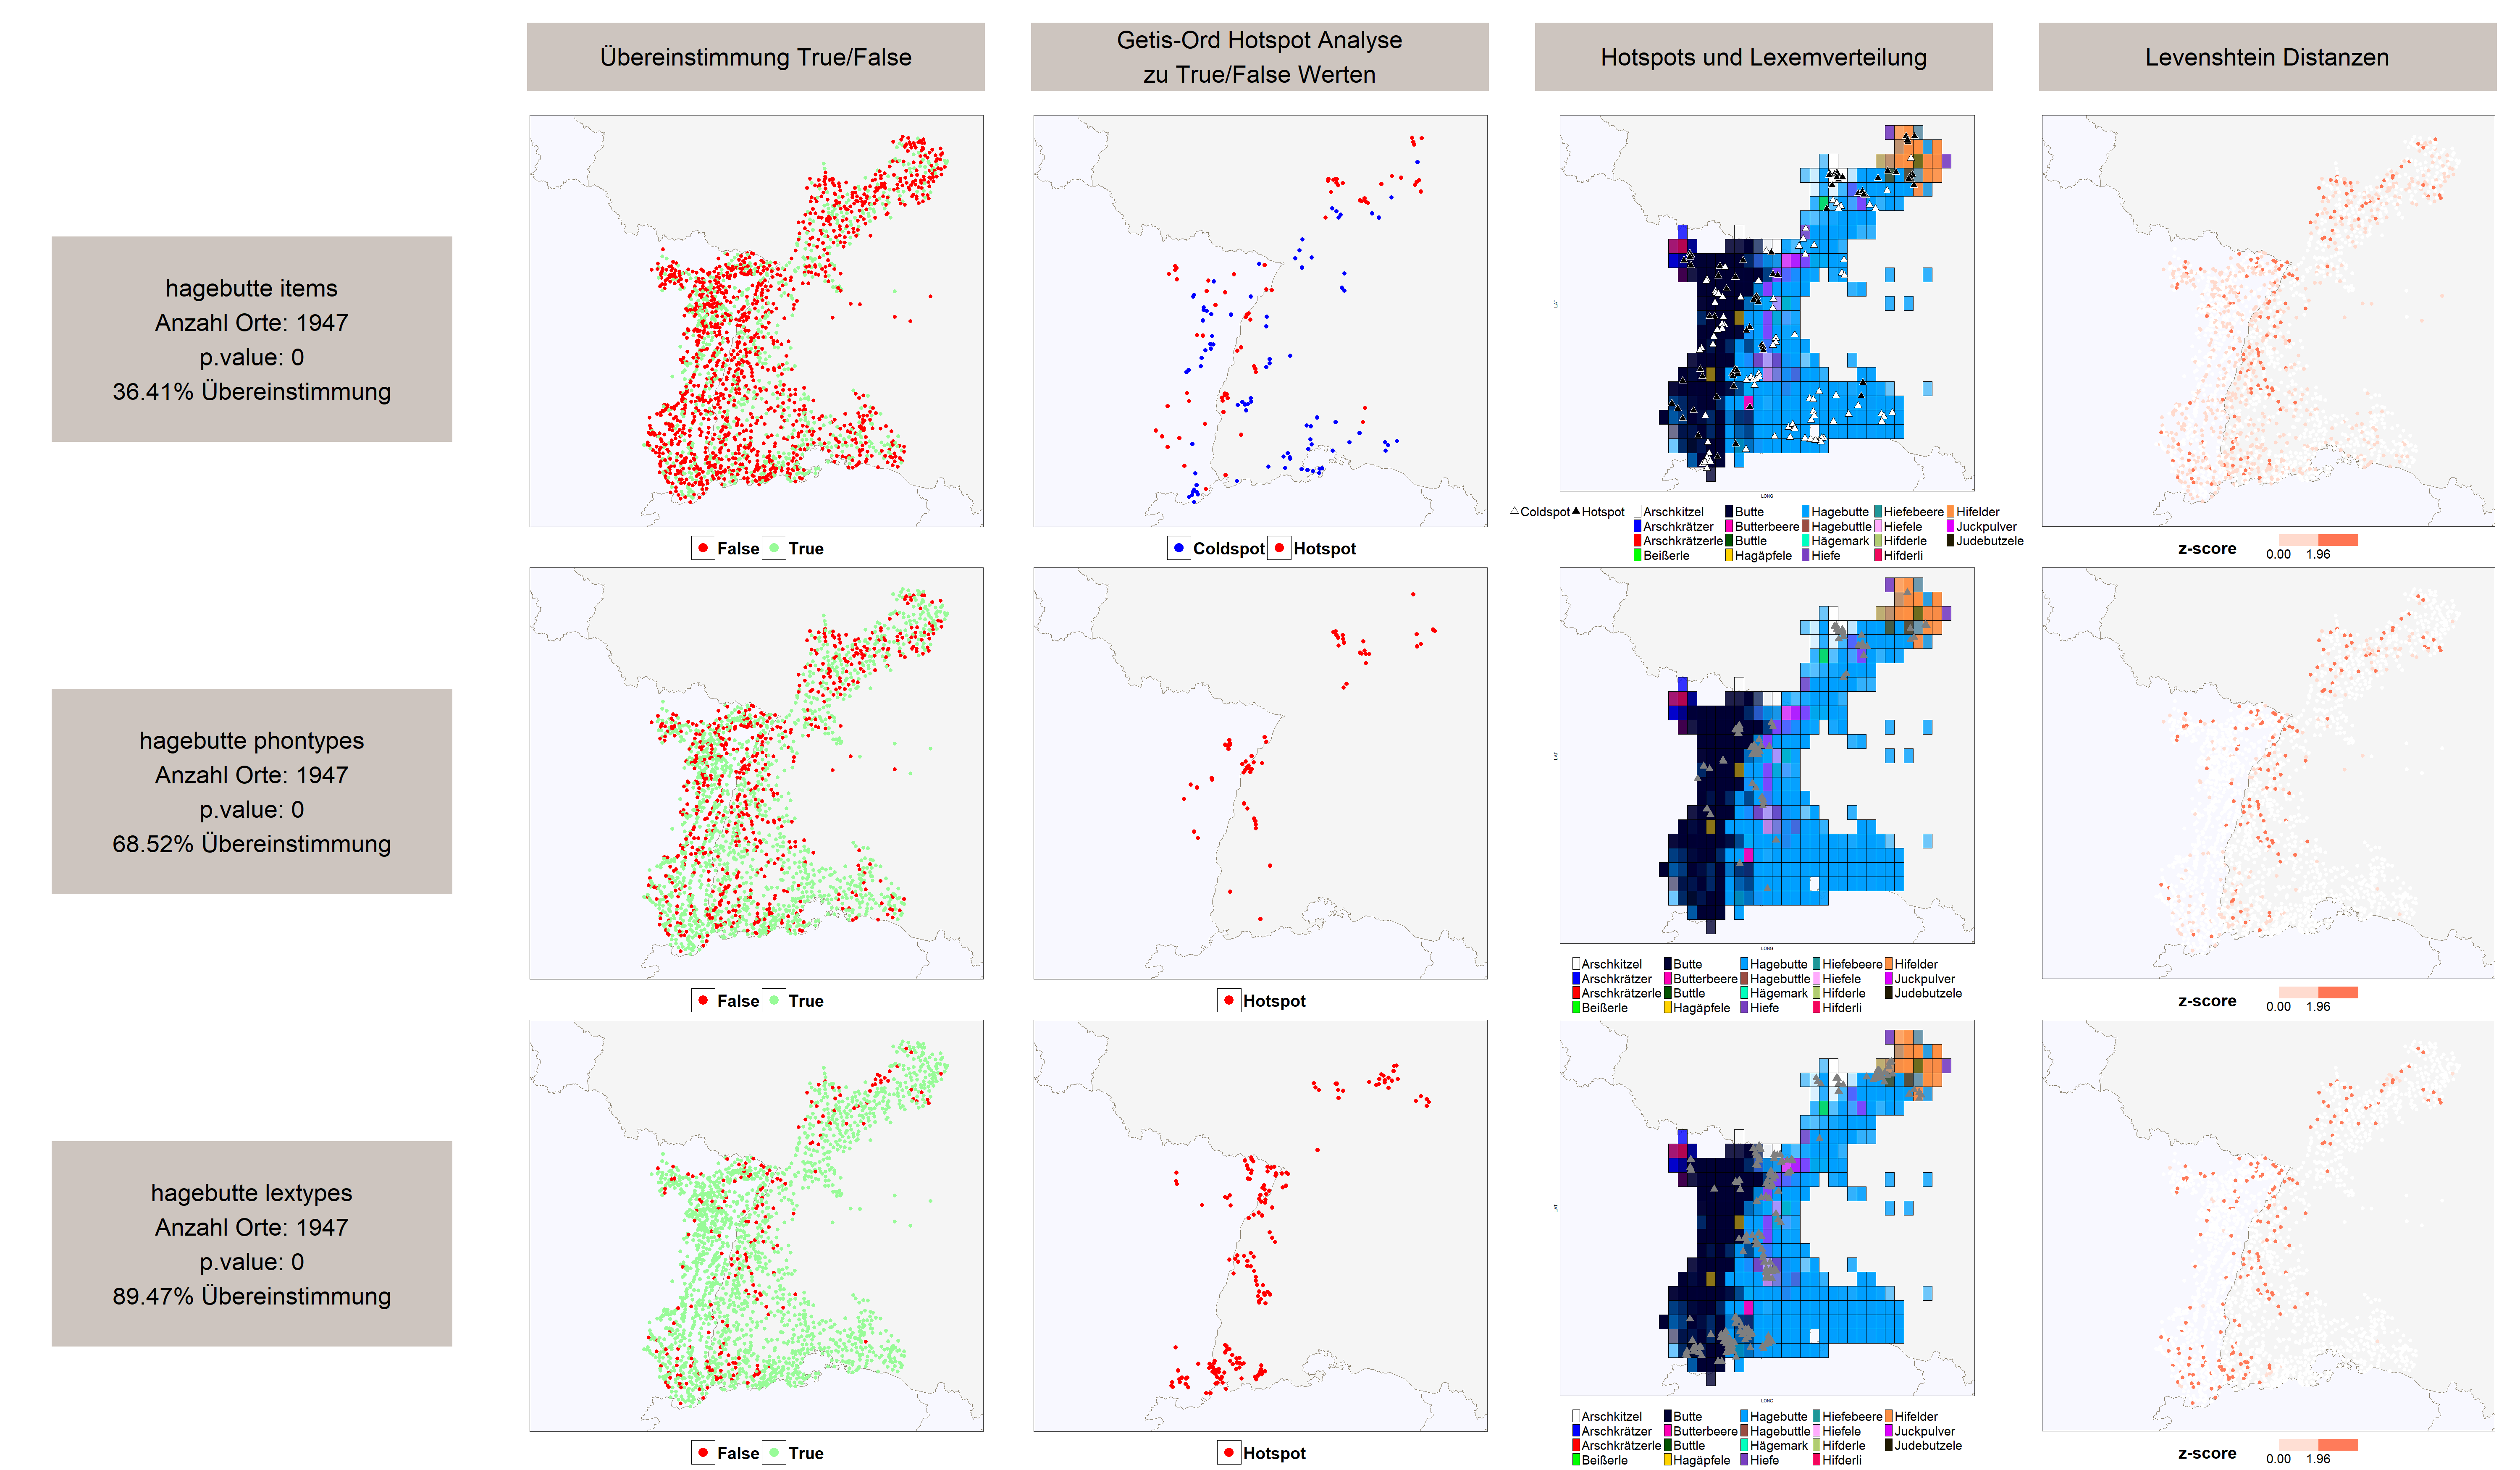 Übereinstimmung True/False
Getis-Ord Hotspot Analyse
zu True/False Werten
Hotspots und Lexemverteilung
Levenshtein Distanzen
hagebutte items
Anzahl Orte: 1947
p.value: 0
36.41% Übereinstimmung
False True
Coldspot Hotspot
LAT
LONG
Coldspot Hotspot Arschkitzel Butte Hagebutte Hiefebeere Hifelder
Arschkrätzer Butterbeere Hagebuttle Hiefele Juckpulver
Arschkrätzerle Buttle Hägemark Hifderle Judebutzele
Beißerle Hagäpfele Hiefe Hifderli
z-score
0.00 1.96
hagebutte phontypes
Anzahl Orte: 1947
p.value: 0
68.52% Übereinstimmung
False True
Hotspot
LAT
LONG
Arschkitzel Butte Hagebutte Hiefebeere Hifelder
Arschkrätzer Butterbeere Hagebuttle Hiefele Juckpulver
Arschkrätzerle Buttle Hägemark Hifderle Judebutzele
Beißerle Hagäpfele Hiefe Hifderli
z-score
0.00 1.96
hagebutte lextypes
Anzahl Orte: 1947
p.value: 0
89.47% Übereinstimmung
False True
Hotspot
LAT
LONG
Arschkitzel Butte Hagebutte Hiefebeere Hifelder
Arschkrätzer Butterbeere Hagebuttle Hiefele Juckpulver
Arschkrätzerle Buttle Hägemark Hifderle Judebutzele
Beißerle Hagäpfele Hiefe Hifderli
z-score
0.00 1.96